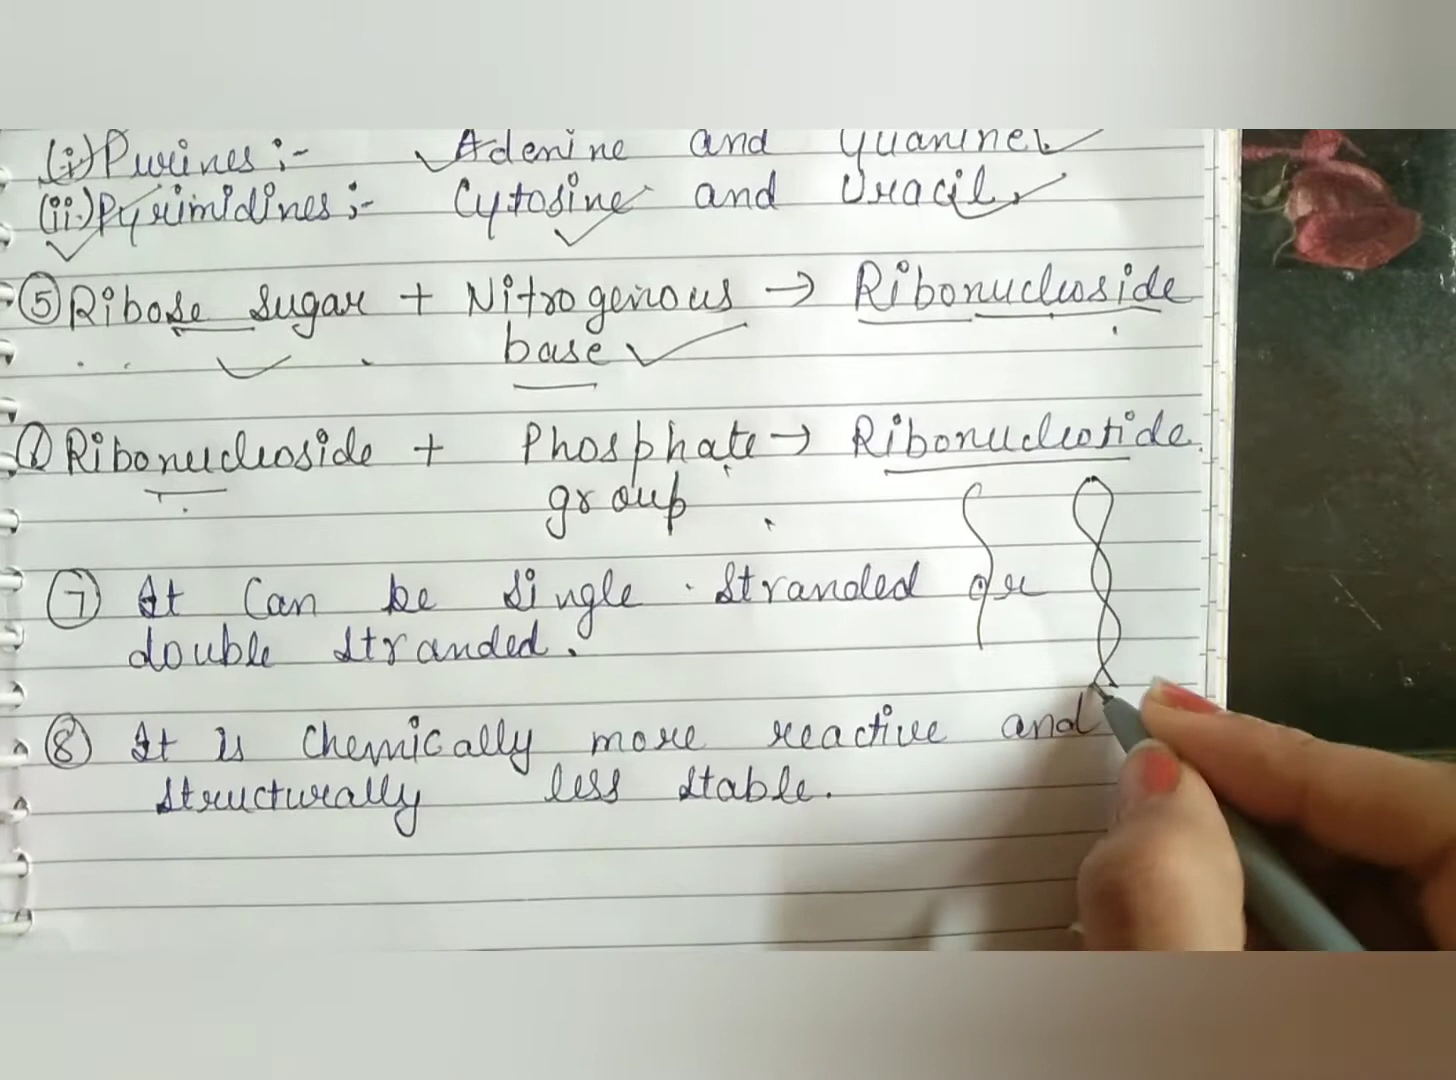 (i) Purines :- Adenine and Guanine
(ii) Pyrimidines :- Cytosine and Uracil
⑤ Ribose sugar + Nitrogenous → Ribonucleoside
base
⑥ Ribonucleoside + Phosphate → Ribonucleotide.
group
⑦ It can be single stranded or
double stranded.
⑧ It is chemically more reactive and
structurally less stable.